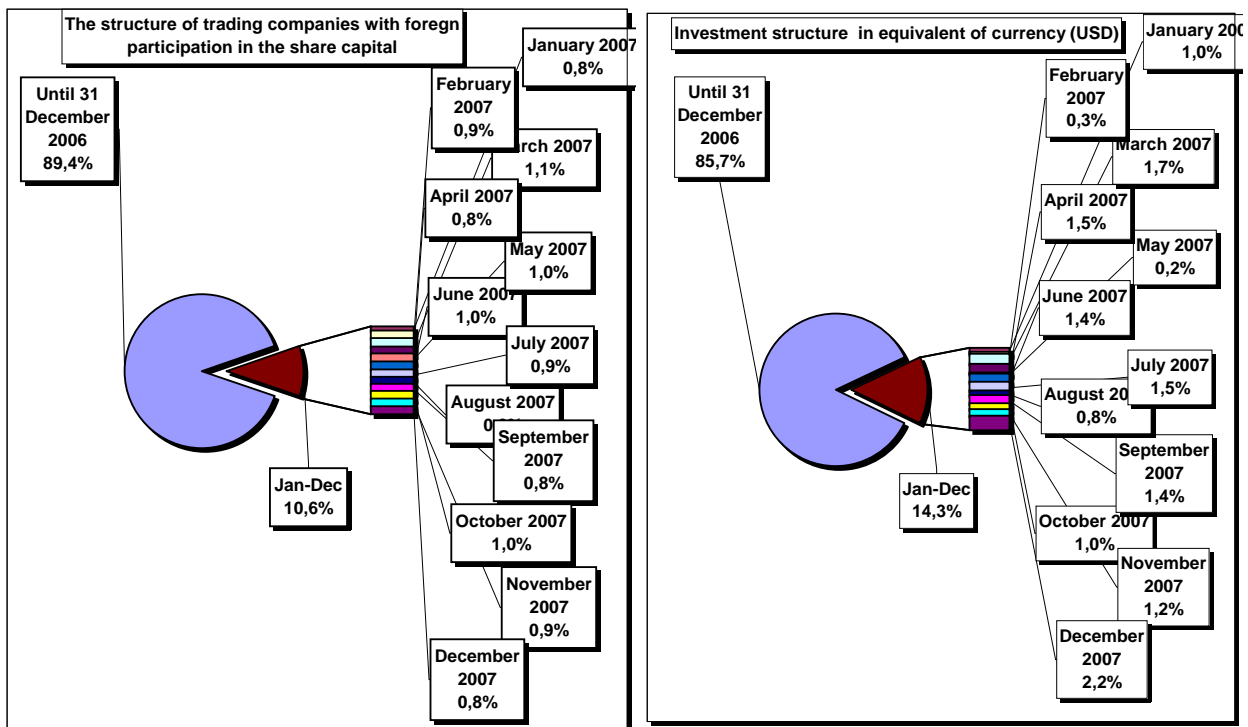 The structure of trading companies with foregn
participation in the share capital
January 2007
0,8%
February
2007
0,9%
Until 31
December
2006
89,4%
2007
1,1%
April 2007
0,8%
May 2007
1,0%
June 2007
1,0%
July 2007
0,9%
August 2007
September
2007
0,8%
Jan-Dec
10,6%
October 2007
1,0%
November
2007
0,9%
December
2007
0,8%
Investment structure in equivalent of currency (USD)
January
1,0%
February
2007
0,3%
Until 31
December
2006
85,7%
March 2007
1,7%
April 2007
1,5%
May 2007
0,2%
June 2007
1,4%
July 2007
1,5%
August
0,8%
September
2007
1,4%
Jan-Dec
14,3%
October 2007
1,0%
November
2007
1,2%
December
2007
2,2%